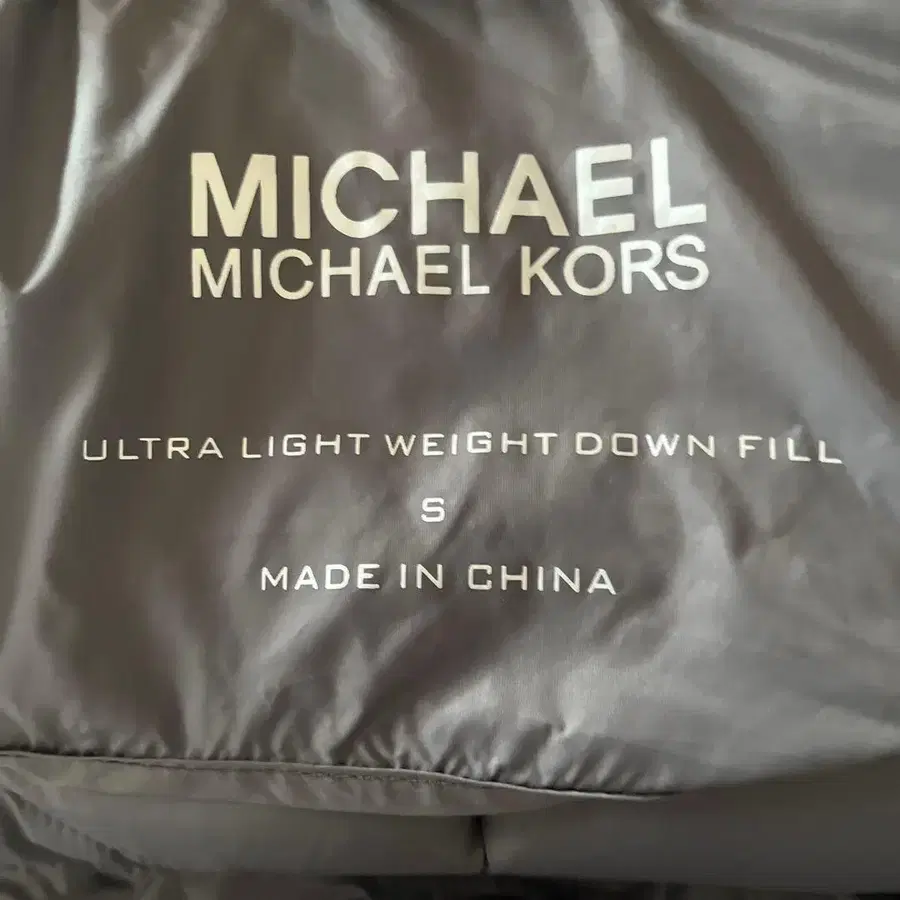 MICHAEL
MICHAEL KORS
ULTRA LIGHT WEIGHT DOWN FILL
S
MADE IN CHINA